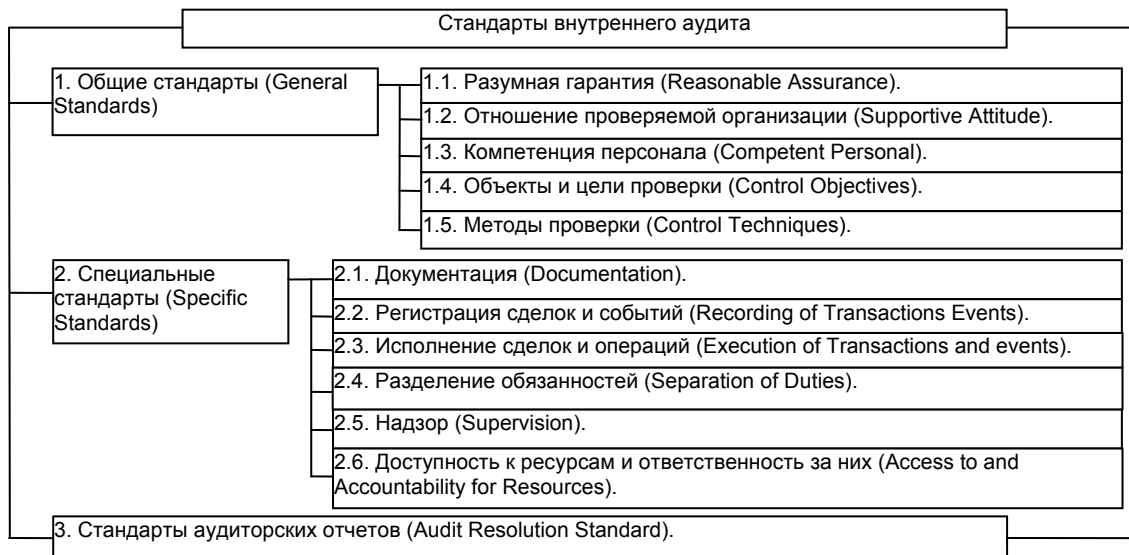 Стандарты внутреннего аудита
1. Общие стандарты (General
Standards)
1.1. Разумная гарантия (Reasonable Assurance).
1.2. Отношение проверяемой организации (Supportive Attitude).
1.3. Компетенция персонала (Competent Personal).
1.4. Объекты и цели проверки (Control Objectives).
1.5. Методы проверки (Control Techniques).
2. Специальные
стандарты (Specific
Standards)
2.1. Документация (Documentation).
2.2. Регистрация сделок и событий (Recording of Transactions Events).
2.3. Исполнение сделок и операций (Execution of Transactions and events).
2.4. Разделение обязанностей (Separation of Duties).
2.5. Надзор (Supervision).
2.6. Доступность к ресурсам и ответственность за них (Access to and
Accountability for Resources).
3. Стандарты аудиторских отчетов (Audit Resolution Standard).